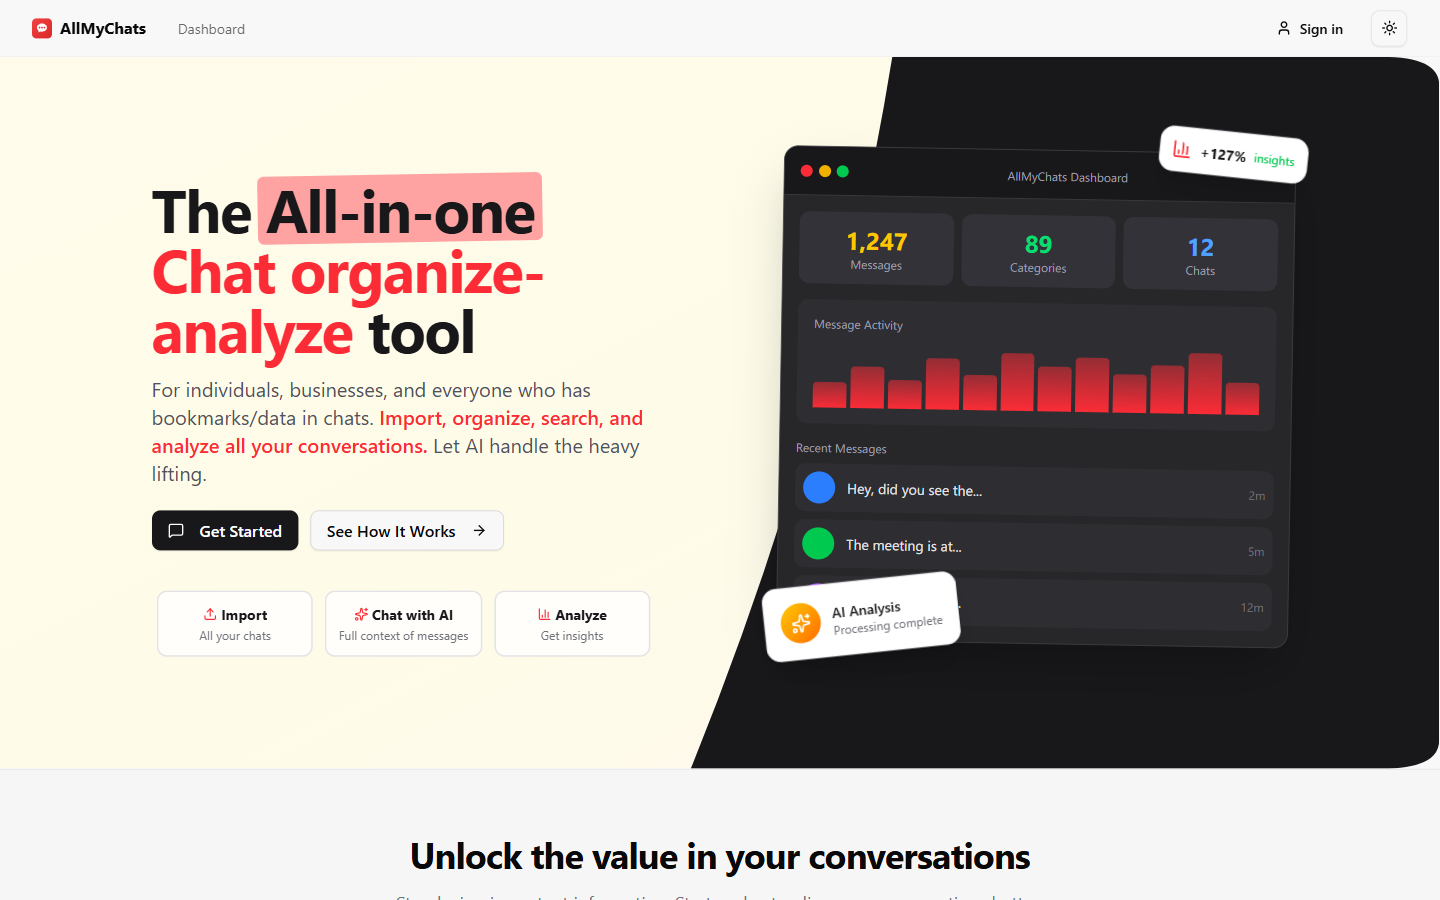 AllMyChats
Dashboard
Sign in
The All-in-one
Chat organize-
analyze tool
For individuals, businesses, and everyone who has
bookmarks/data in chats. Import, organize, search, and
analyze all your conversations. Let AI handle the heavy
lifting.
Get Started
See How It Works
Import
All your chats
Chat with AI
Full context of messages
Analyze
Get insights
AllMyChats Dashboard
+127% insights
1,247
Messages
89
Categories
12
Chats
Message Activity
Recent Messages
Hey, did you see the...
2m
The meeting is at...
5m
12m
AI Analysis
Processing complete
Unlock the value in your conversations